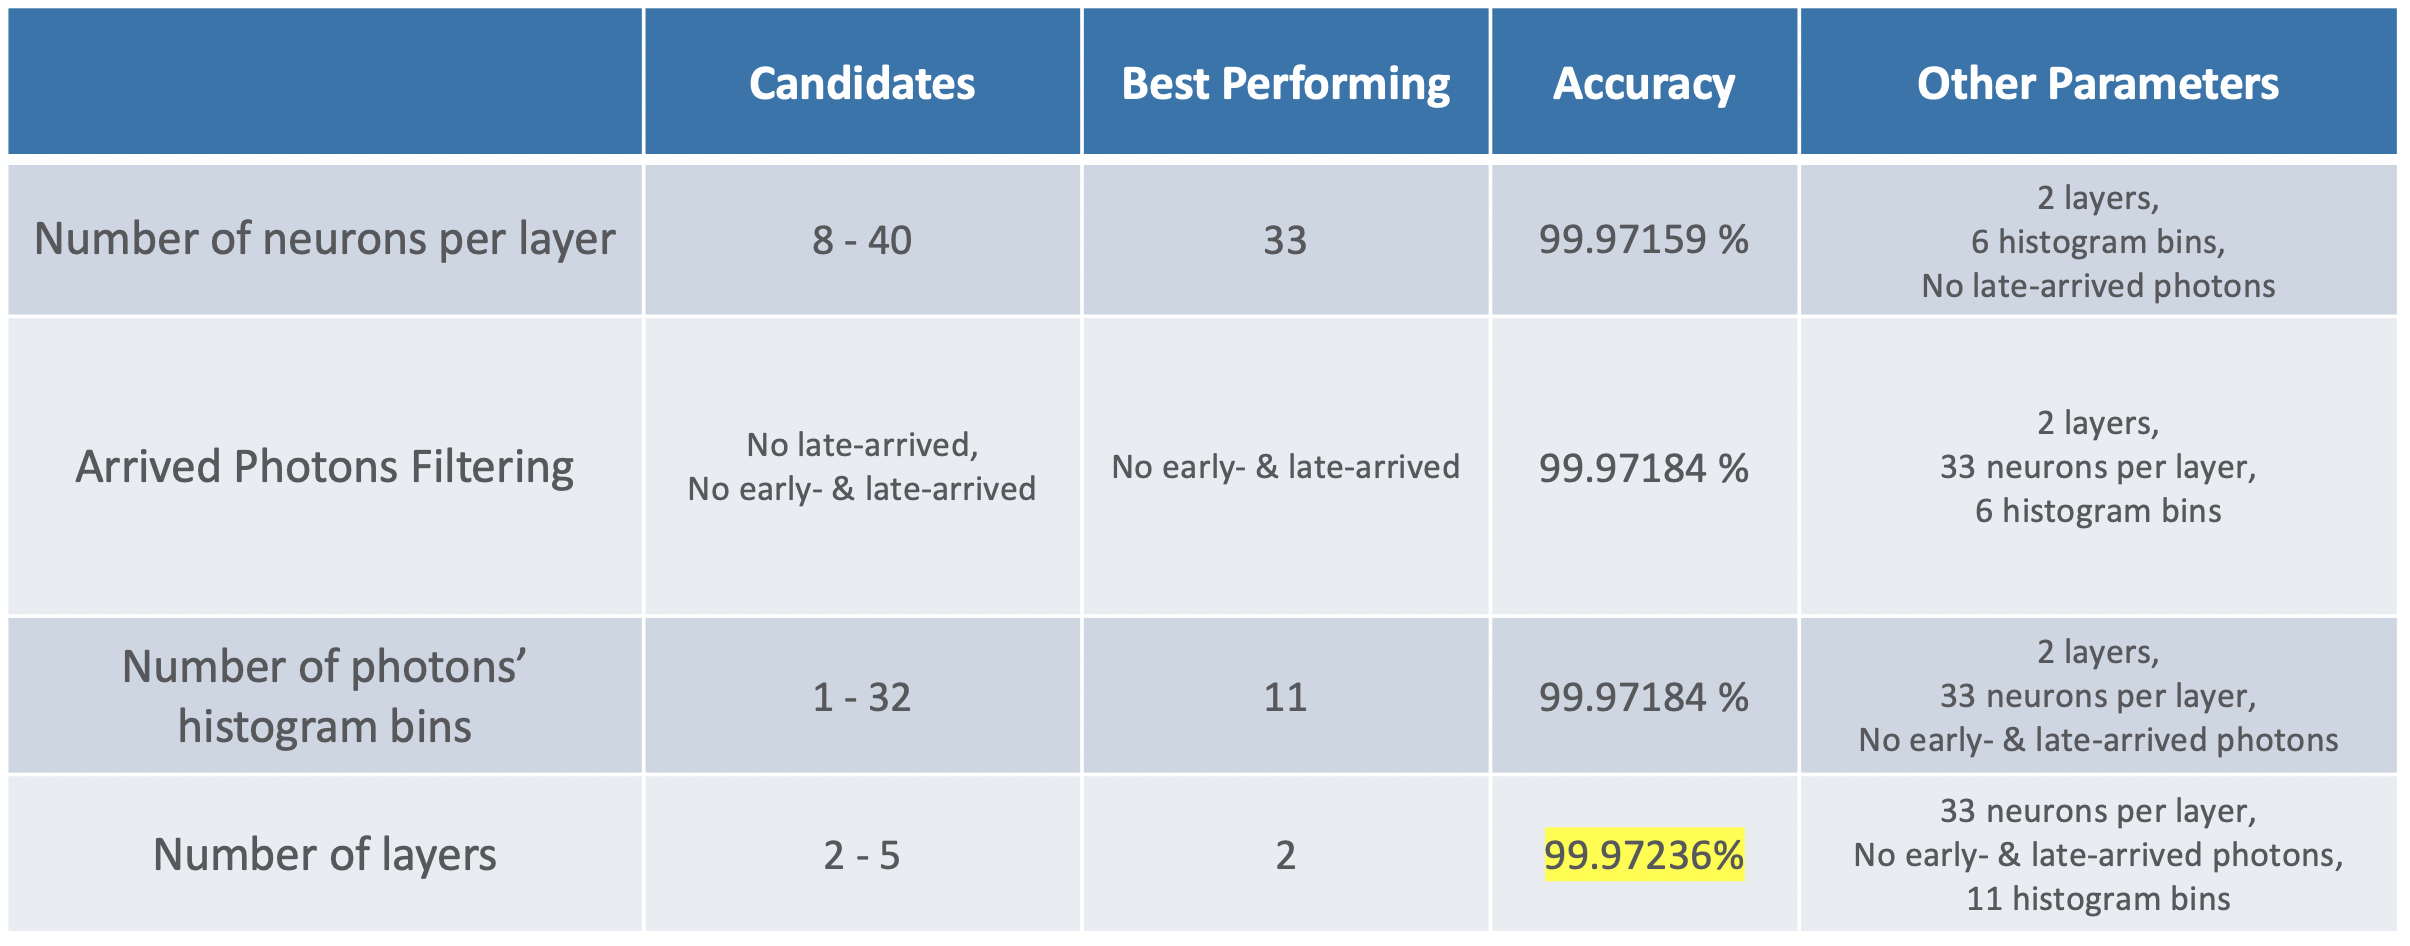 Candidates
Best Performing
Accuracy
Other Parameters
Number of neurons per layer
8 - 40
33
99.97159 %
2 layers,
6 histogram bins,
No late-arrived photons
Arrived Photons Filtering
No late-arrived,
No early- & late-arrived
No early- & late-arrived
99.97184 %
2 layers,
33 neurons per layer,
6 histogram bins
Number of photons’
histogram bins
1 - 32
11
99.97184 %
2 layers,
33 neurons per layer,
No early- & late-arrived photons
Number of layers
2 - 5
2
99.97236%
33 neurons per layer,
No early- & late-arrived photons,
11 histogram bins